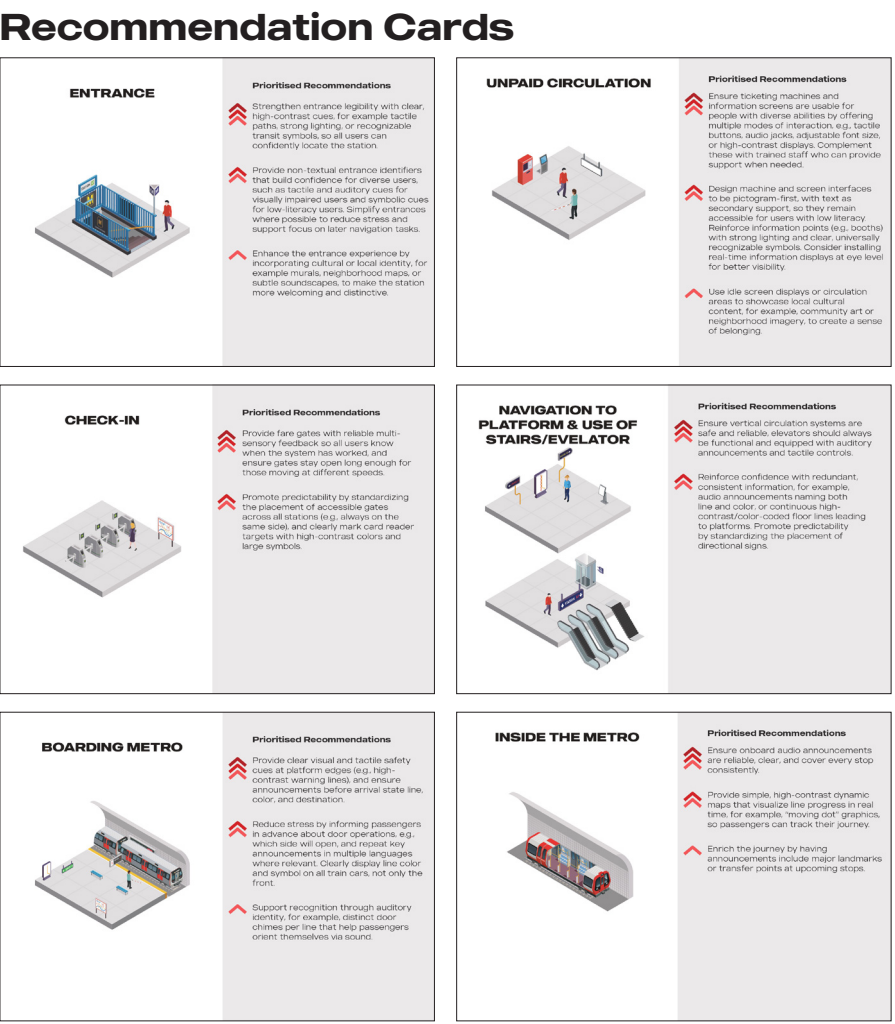 Recommendation Cards
ENTRANCE
Prioritised Recommendations
Strengthen entrance legibility with clear,
high-contrast cues, for example tactile
paths, strong lighting, or recognizable
transit symbols, so all users can
confidently locate the station.
Provide non-textual entrance identifiers
that build confidence for diverse users,
such as tactile and auditory cues for
visually impaired users and symbolic cues
for low-literacy users. Simplify entrances
where possible to reduce stress and
support focus on later navigation tasks.
Enhance the entrance experience by
incorporating cultural or local identity, for
example murals, neighborhood maps, or
subtle soundscapes, to make the station
more welcoming and distinctive.
UNPAID CIRCULATION
Prioritised Recommendations
Ensure ticketing machines and
information screens are usable for
people with diverse abilities by offering
multiple modes of interaction, e.g., tactile
buttons, audio jacks, adjustable font size,
or high-contrast displays. Complement
these with trained staff who can provide
support when needed.
Design machine and screen interfaces
to be pictogram-first, with text as
secondary support, so they remain
accessible for users with low literacy.
Reinforce information points (e.g., booths)
with strong lighting and clear, universally
recognizable symbols. Consider installing
real-time information displays at eye level
for better visibility.
Use idle screen displays or circulation
areas to showcase local cultural
content, for example, community art or
neighborhood imagery, to create a sense
of belonging.
CHECK-IN
Prioritised Recommendations
Provide fare gates with reliable multi-
sensory feedback so all users know
when the system has worked, and
ensure gates stay open long enough for
those moving at different speeds.
Promote predictability by standardizing
the placement of accessible gates
across all stations (e.g., always on the
same side), and clearly mark card reader
targets with high-contrast colors and
large symbols.
NAVIGATION TO
PLATFORM & USE OF
STAIRS/EVELATOR
Prioritised Recommendations
Ensure vertical circulation systems are
safe and reliable, elevators should always
be functional and equipped with auditory
announcements and tactile controls.
Reinforce confidence with redundant,
consistent information, for example,
audio announcements naming both
line and color, or continuous high-
contrast/color-coded floor lines leading
to platforms. Promote predictability
by standardizing the placement of
directional signs.
BOARDING METRO
Prioritised Recommendations
Provide clear visual and tactile safety
cues at platform edges (e.g., high-
contrast warning lines), and ensure
announcements before arrival state line,
color, and destination.
Reduce stress by informing passengers
in advance about door operations, e.g.,
which side will open, and repeat key
announcements in multiple languages
where relevant. Clearly display line color
and symbol on all train cars, not only the
front.
Support recognition through auditory
identity, for example, distinct door
chimes per line that help passengers
orient themselves via sound.
INSIDE THE METRO
Prioritised Recommendations
Ensure onboard audio announcements
are reliable, clear, and cover every stop
consistently.
Provide simple, high-contrast dynamic
maps that visualize line progress in real
time, for example, "moving dot" graphics,
so passengers can track their journey.
Enrich the journey by having
announcements include major landmarks
or transfer points at upcoming stops.